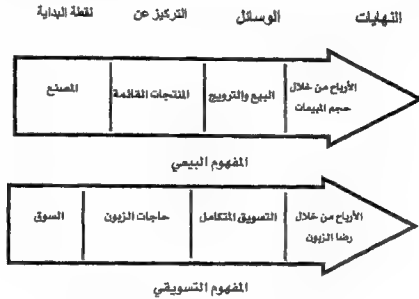 نقطة البداية التركيز عن الوسائل النهايات
المصنع المنتجات القائمة البيع والترويج الأرباح من خلال
حجم المبيعات
المفهوم البيعي
السوق حاجات الزبون التسويق المتكامل الأرباح من خلال
رضا الزبون
المفهوم التسويقي